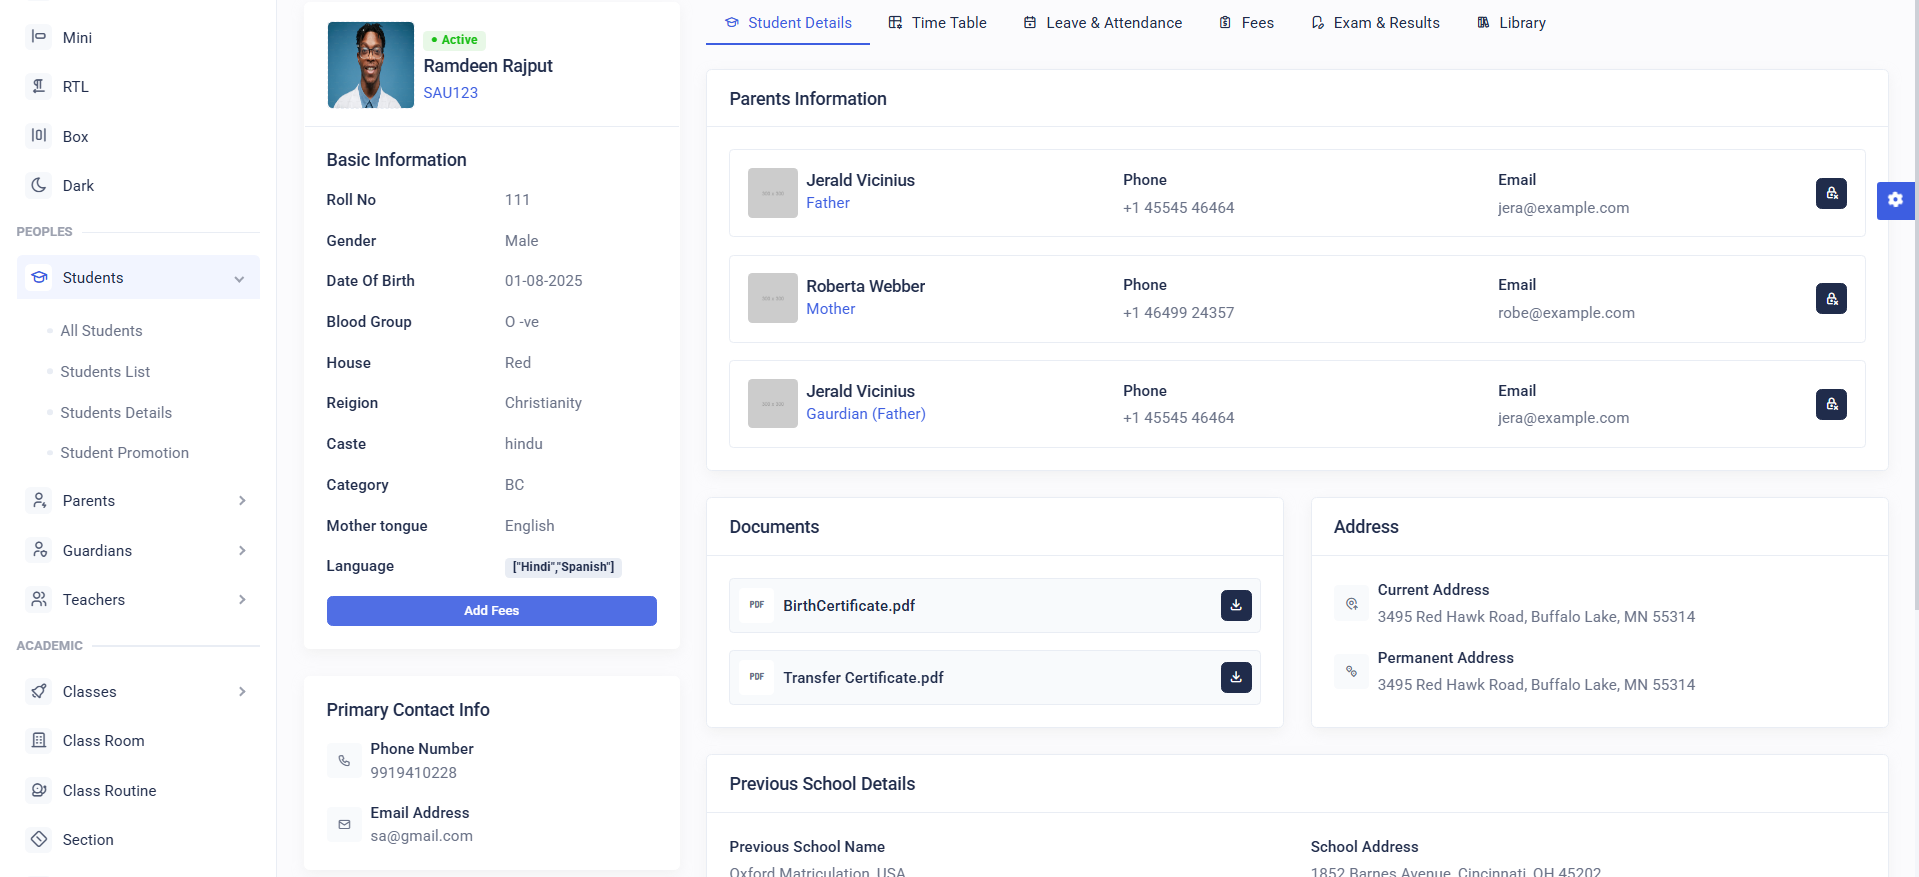 Mini
RTL
Box
Dark
PEOPLES
Students
All Students
Students List
Students Details
Student Promotion
Parents
Guardians
Teachers
ACADEMIC
Classes
Class Room
Class Routine
Section
Active
Ramdeen Rajput
SAU123
Basic Information
Roll No 111
Gender Male
Date Of Birth 01-08-2025
Blood Group O -ve
House Red
Reigion Christianity
Caste hindu
Category BC
Mother tongue English
Language ["Hindi","Spanish"]
Add Fees
Primary Contact Info
Phone Number
9919410228
Email Address
sa@gmail.com
Student Details Time Table Leave & Attendance Fees Exam & Results Library
Parents Information
Jerald Vicinius Phone Email
Father +1 45545 46464 jera@example.com
Roberta Webber Phone Email
Mother +1 46499 24357 robe@example.com
Jerald Vicinius Phone Email
Gaurdian (Father) +1 45545 46464 jera@example.com
Documents
PDF BirthCertificate.pdf
PDF Transfer Certificate.pdf
Address
Current Address
3495 Red Hawk Road, Buffalo Lake, MN 55314
Permanent Address
3495 Red Hawk Road, Buffalo Lake, MN 55314
Previous School Details
Previous School Name School Address
Oxford Matriculation, USA 1852 Barnes Avenue, Cincinnati, OH 45202